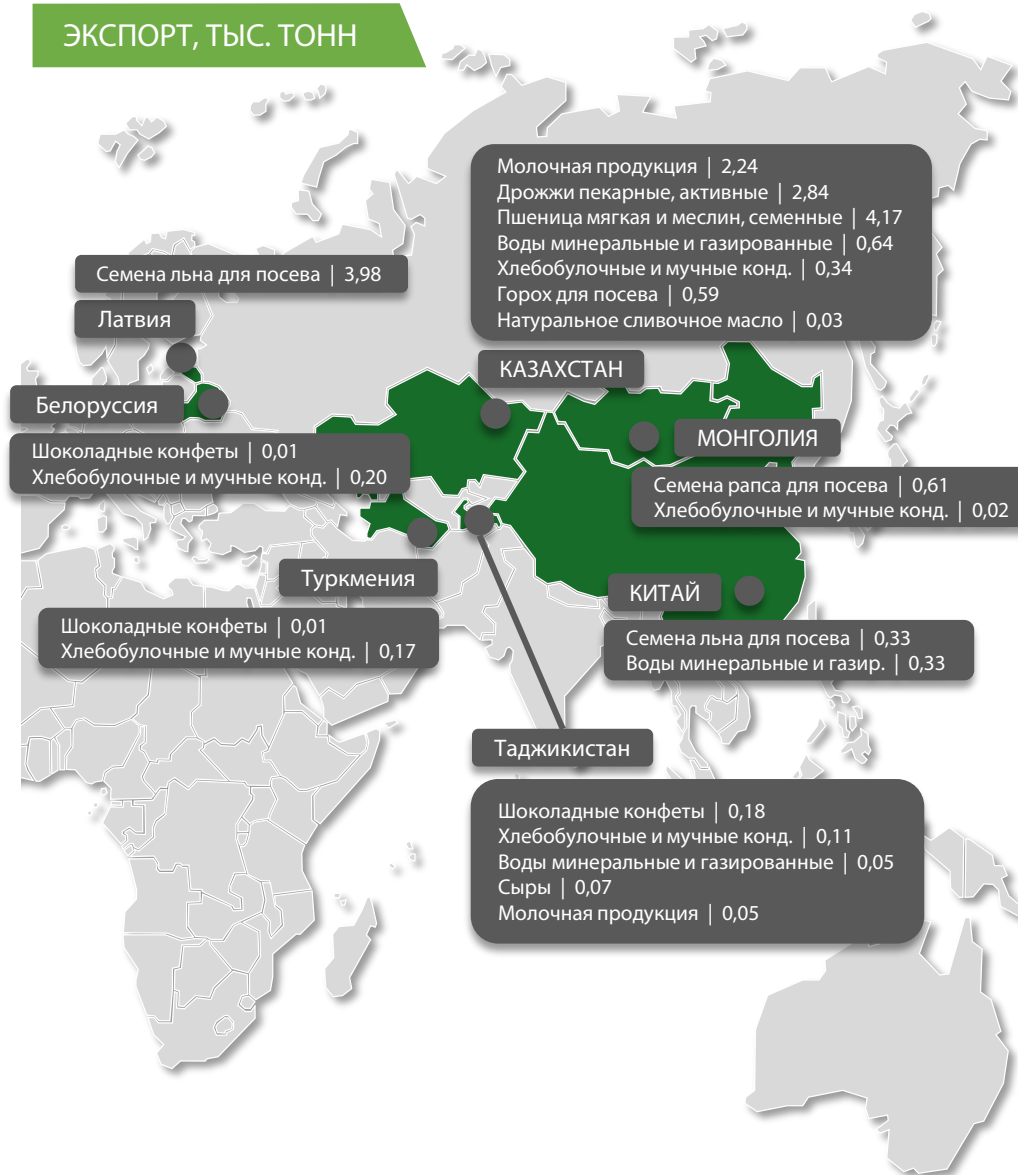 ЭКСПОРТ, ТЫС. ТОНН
Молочная продукция | 2,24
Дрожжи пекарные, активные | 2,84
Пшеница мягкая и меслин, семенные | 4,17
Воды минеральные и газированные | 0,64
Хлебобулочные и мучные конд. | 0,34
Горох для посева | 0,59
Натуральное сливочное масло | 0,03
КАЗАХСТАН
Семена льна для посева | 3,98
Латвия
Белоруссия
Шоколадные конфеты | 0,01
Хлебобулочные и мучные конд. | 0,20
МОНГОЛИЯ
Семена рапса для посева | 0,61
Хлебобулочные и мучные конд. | 0,02
Туркмения
Шоколадные конфеты | 0,01
Хлебобулочные и мучные конд. | 0,17
КИТАЙ
Семена льна для посева | 0,33
Воды минеральные и газир. | 0,33
Таджикистан
Шоколадные конфеты | 0,18
Хлебобулочные и мучные конд. | 0,11
Воды минеральные и газированные | 0,05
Сыры | 0,07
Молочная продукция | 0,05